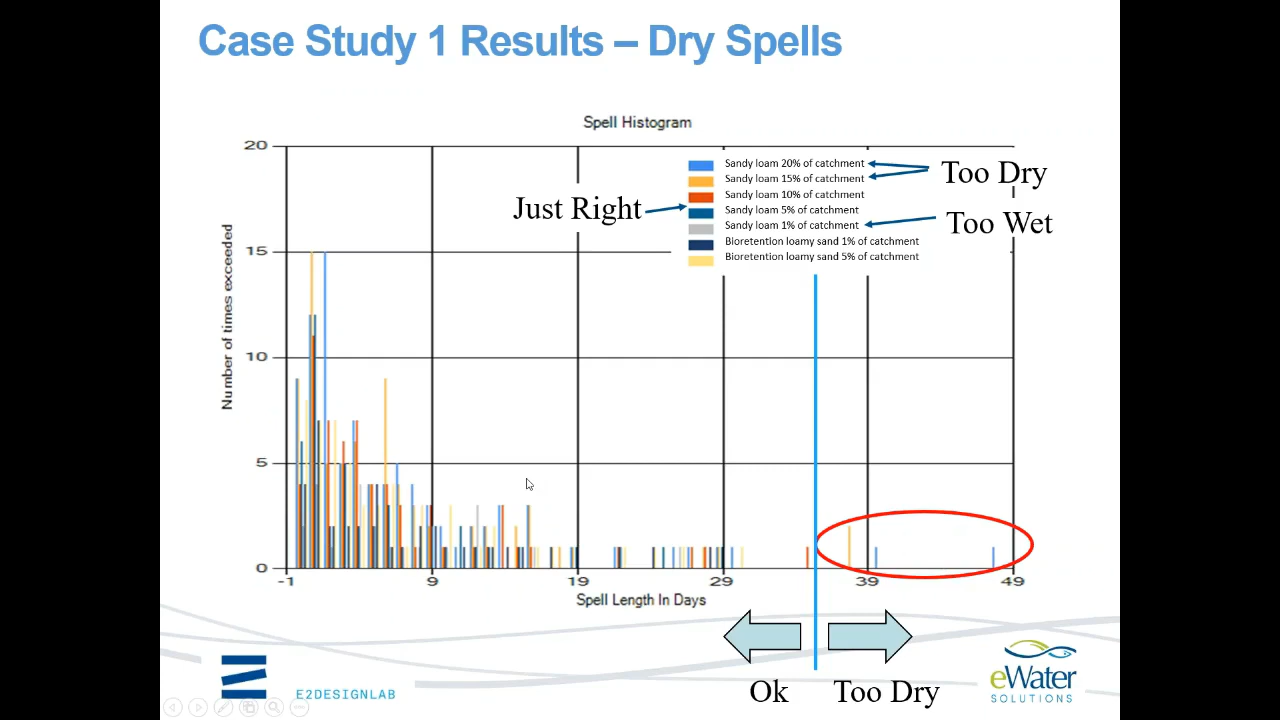 Case Study 1 Results – Dry Spells
Spell Histogram
Number of times exceeded
20
15
10
5
0
Sandy loam 20% of catchment
Sandy loam 15% of catchment
Sandy loam 10% of catchment
Sandy loam 5% of catchment
Sandy loam 1% of catchment
Bioretention loamy sand 1% of catchment
Bioretention loamy sand 5% of catchment
Too Dry
Just Right
Too Wet
-1 9 19 29 39 49
Spell Length In Days
Ok
Too Dry
E2DESIGNLAB
eWater
SOLUTIONS